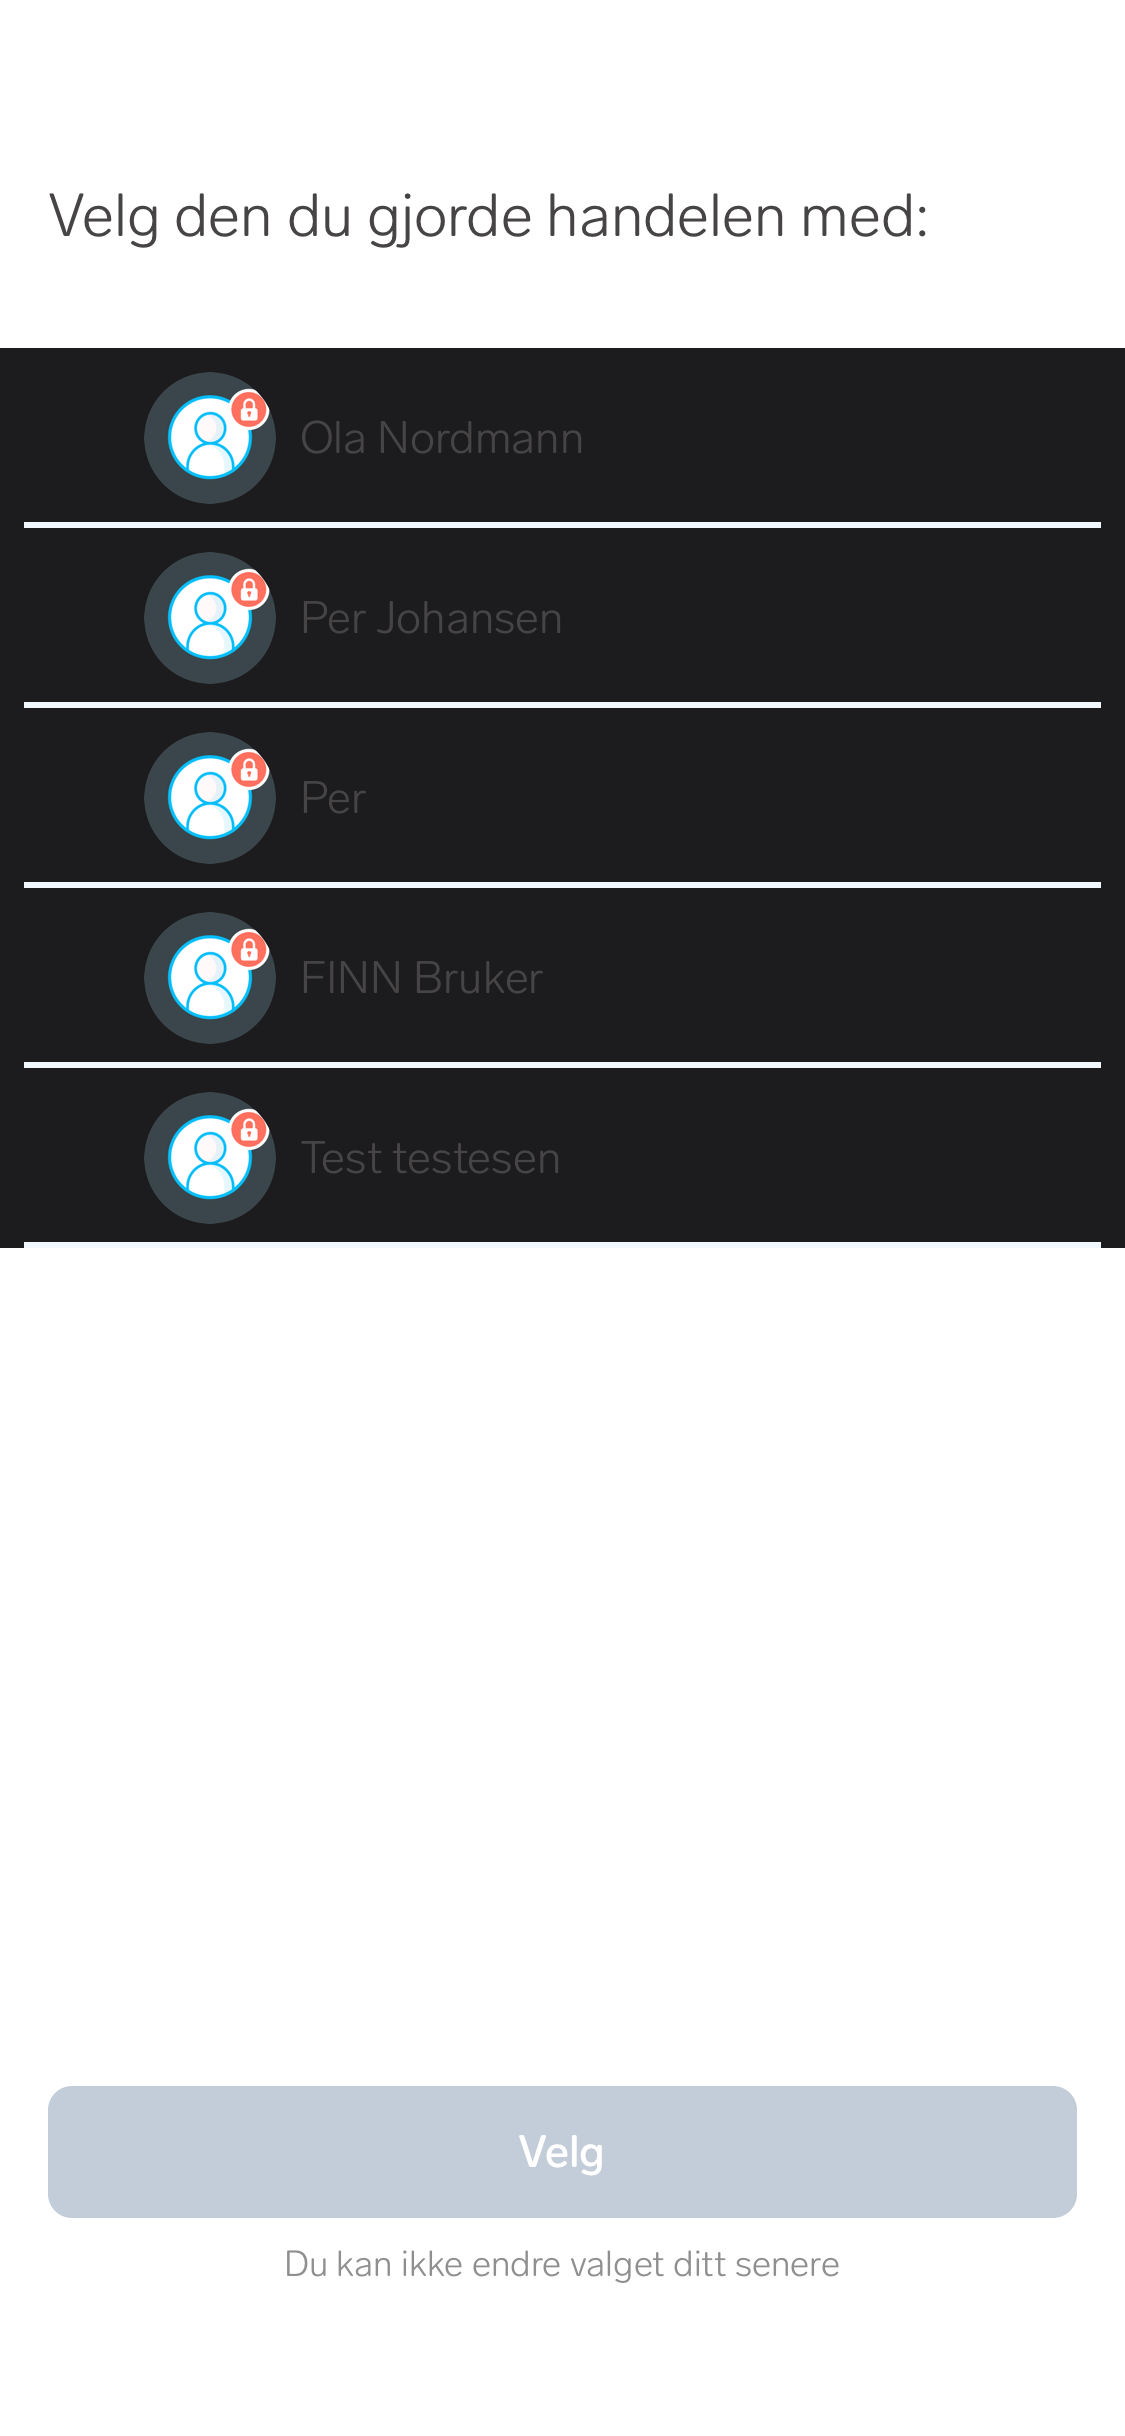 Velg den du gjorde handelen med:
Ola Nordmann
Per Johansen
Per
FINN Bruker
Test testesen
Velg
Du kan ikke endre valget ditt senere